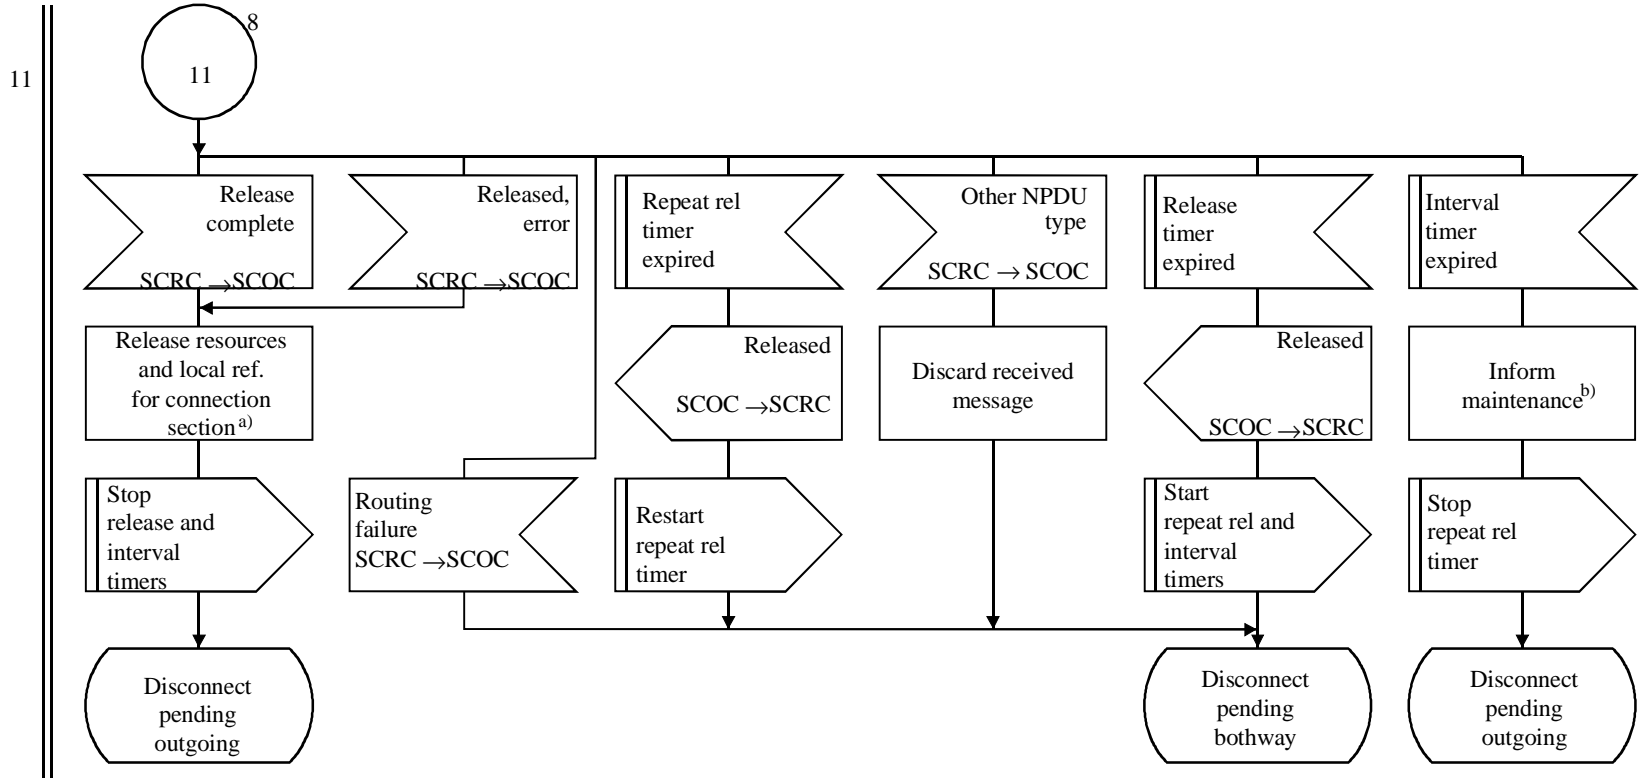 8
11
11
Release
complete
SCRC →SCOC
Released,
error
SCRC →SCOC
Repeat rel
timer
expired
Other NPDU
type
SCRC → SCOC
Release
timer
expired
Interval
timer
expired
Release resources
and local ref.
for connection
section a)
Released
SCOC →SCRC
Discard received
message
Released
SCOC →SCRC
Inform
maintenance b)
Stop
release and
interval
timers
Routing
failure
SCRC →SCOC
Restart
repeat rel
timer
Start
repeat rel and
interval
timers
Stop
repeat rel
timer
Disconnect
pending
outgoing
Disconnect
pending
bothway
Disconnect
pending
outgoing